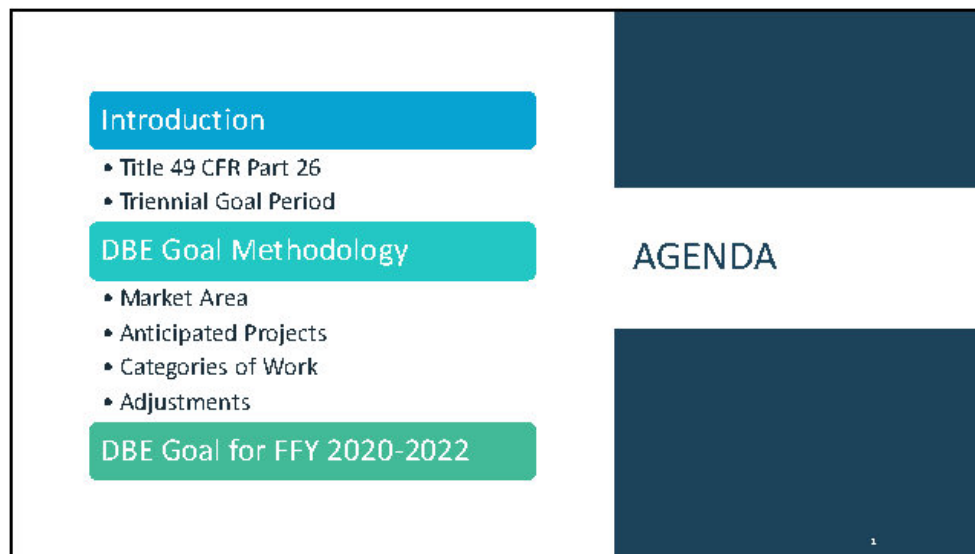 Introduction
• Title 49 CFR Part 26
• Triennial Goal Period
DBE Goal Methodology
• Market Area
• Anticipated Projects
• Categories of Work
• Adjustments
DBE Goal for FFY 2020-2022
AGENDA
1